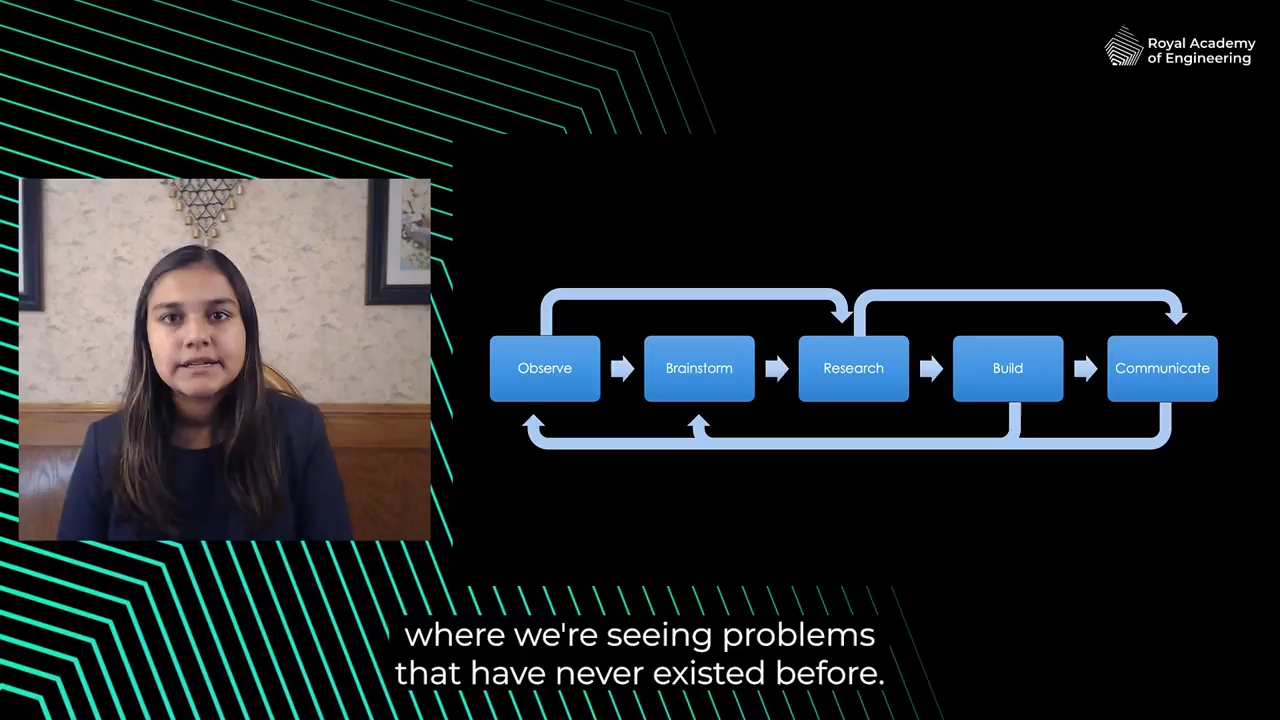 Royal Academy
of Engineering
Observe
Brainstorm
Research
Build
Communicate
where we're seeing problems
that have never existed before.